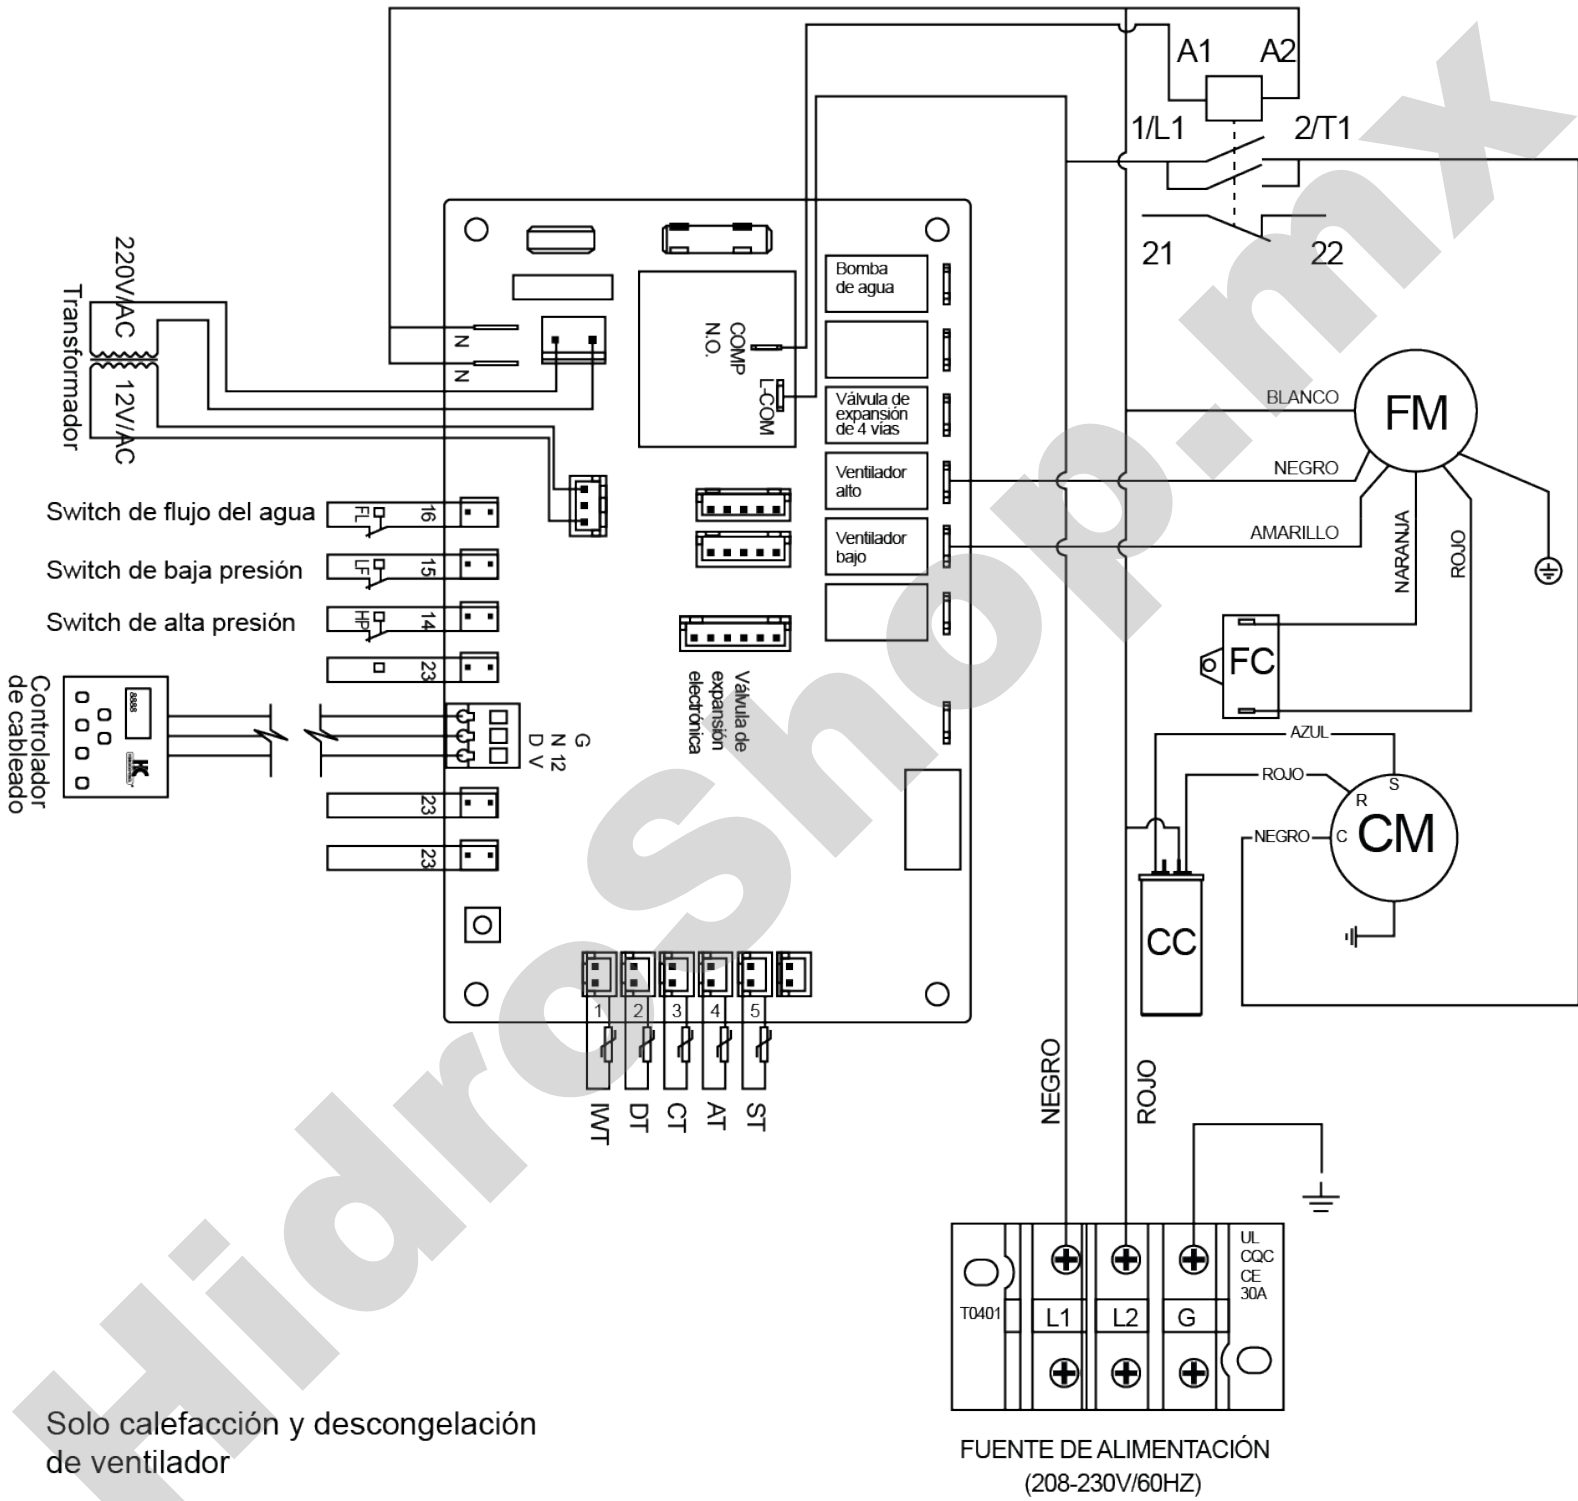 A1
A2
1/L1
2/T1
21
22
220V/AC
Transformador
12V/AC
N
N
COMP
N.O.
L-COM
Bomba
de agua
Válvula de
expansión
de 4 vías
Ventilador
alto
Ventilador
bajo
BLANCO
FM
NEGRO
AMARILLO
NARANJA
ROJO
FC
Switch de flujo del agua
FL
16
Switch de baja presión
LF
15
Switch de alta presión
HP
14
23
Controlador
de cableado
8888
HC
G
N 12
D V
Válvula de
expansión
electrónica
23
23
AZUL
ROJO
NEGRO
S
R
C
CM
CC
1
2
3
4
5
IWT
DT
CT
AT
ST
NEGRO
ROJO
T0401
L1
L2
G
UL
CQC
CE
30A
FUENTE DE ALIMENTACIÓN
(208-230V/60HZ)
Solo calefacción y descongelación
de ventilador
Hidroshop.mx